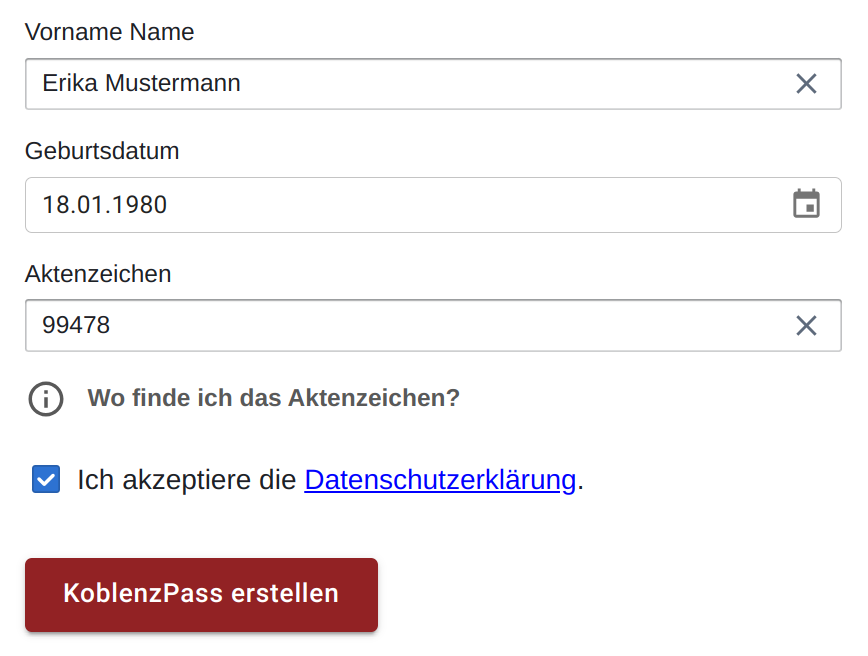 Vorname Name
Erika Mustermann
Geburtsdatum
18.01.1980
Aktenzeichen
99478
Wo finde ich das Aktenzeichen?
Ich akzeptiere die Datenschutzerklärung.
KoblenzPass erstellen